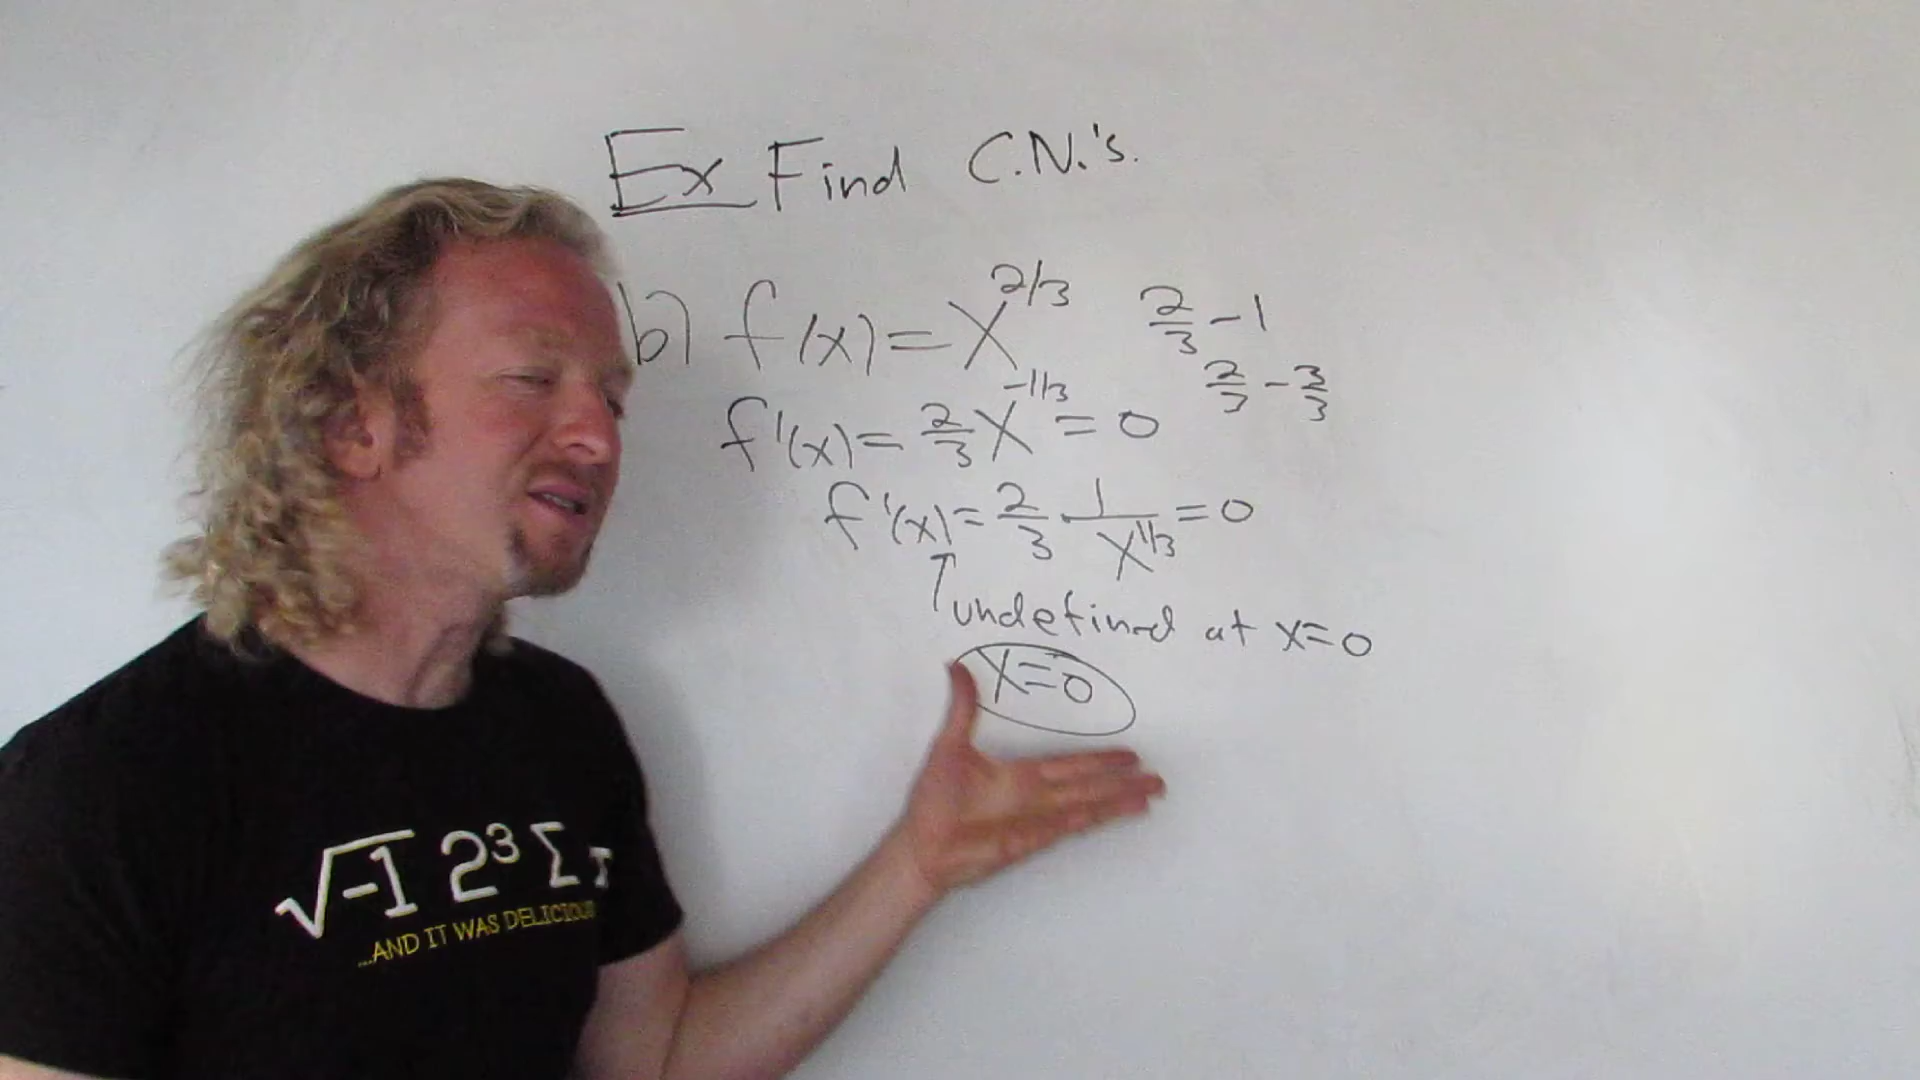 Ex Find C.N.'s.
b) f(x) = x^2/3
2/3 - 1
2/3 - 3/3
f'(x) = 2/3 x^-1/3 = 0
f'(x) = 2/3 · 1/x^1/3 = 0
↑ undefined at x=0
x=0
√-1 2³ Σ
...AND IT WAS DELICIOUS